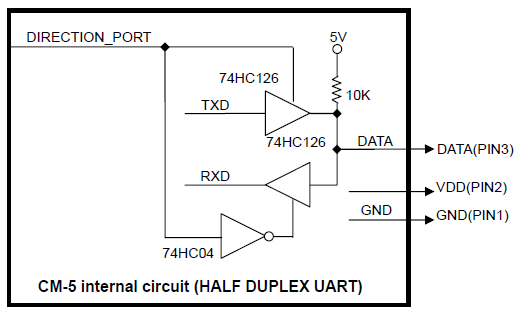 DIRECTION_PORT
5V
74HC126
10K
TXD
74HC126
DATA
DATA(PIN3)
RXD
VDD(PIN2)
GND
GND(PIN1)
74HC04
CM-5 internal circuit (HALF DUPLEX UART)